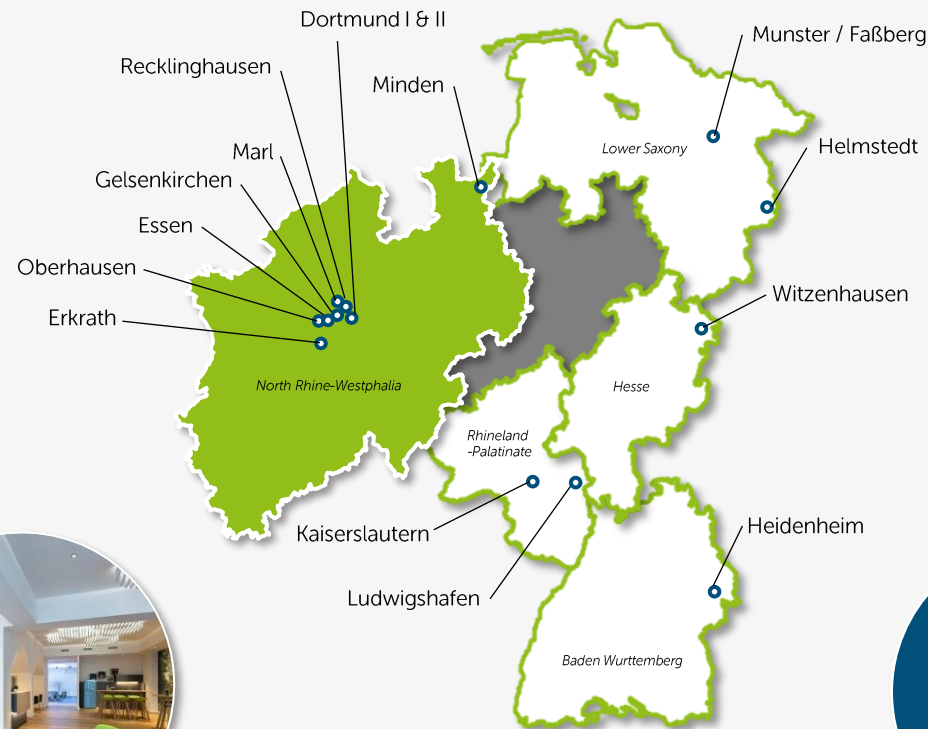 Dortmund I & II
Munster / Faßberg
Recklinghausen
Minden
Helmstedt
Lower Saxony
Marl
Gelsenkirchen
Essen
Oberhausen
Witzenhausen
Erkrath
North Rhine-Westphalia
Hesse
Rhineland
-Palatinate
Kaiserslautern
Heidenheim
Ludwigshafen
Baden Wurttemberg